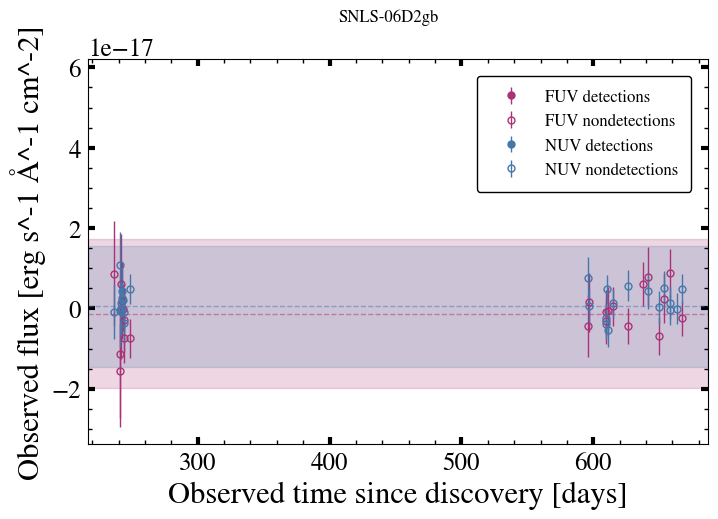 SNLS-06D2gb
1e−17
Observed flux [erg s^-1 Å^-1 cm^-2]
6
4
2
0
−2
FUV detections
FUV nondetections
NUV detections
NUV nondetections
300
400
500
600
Observed time since discovery [days]